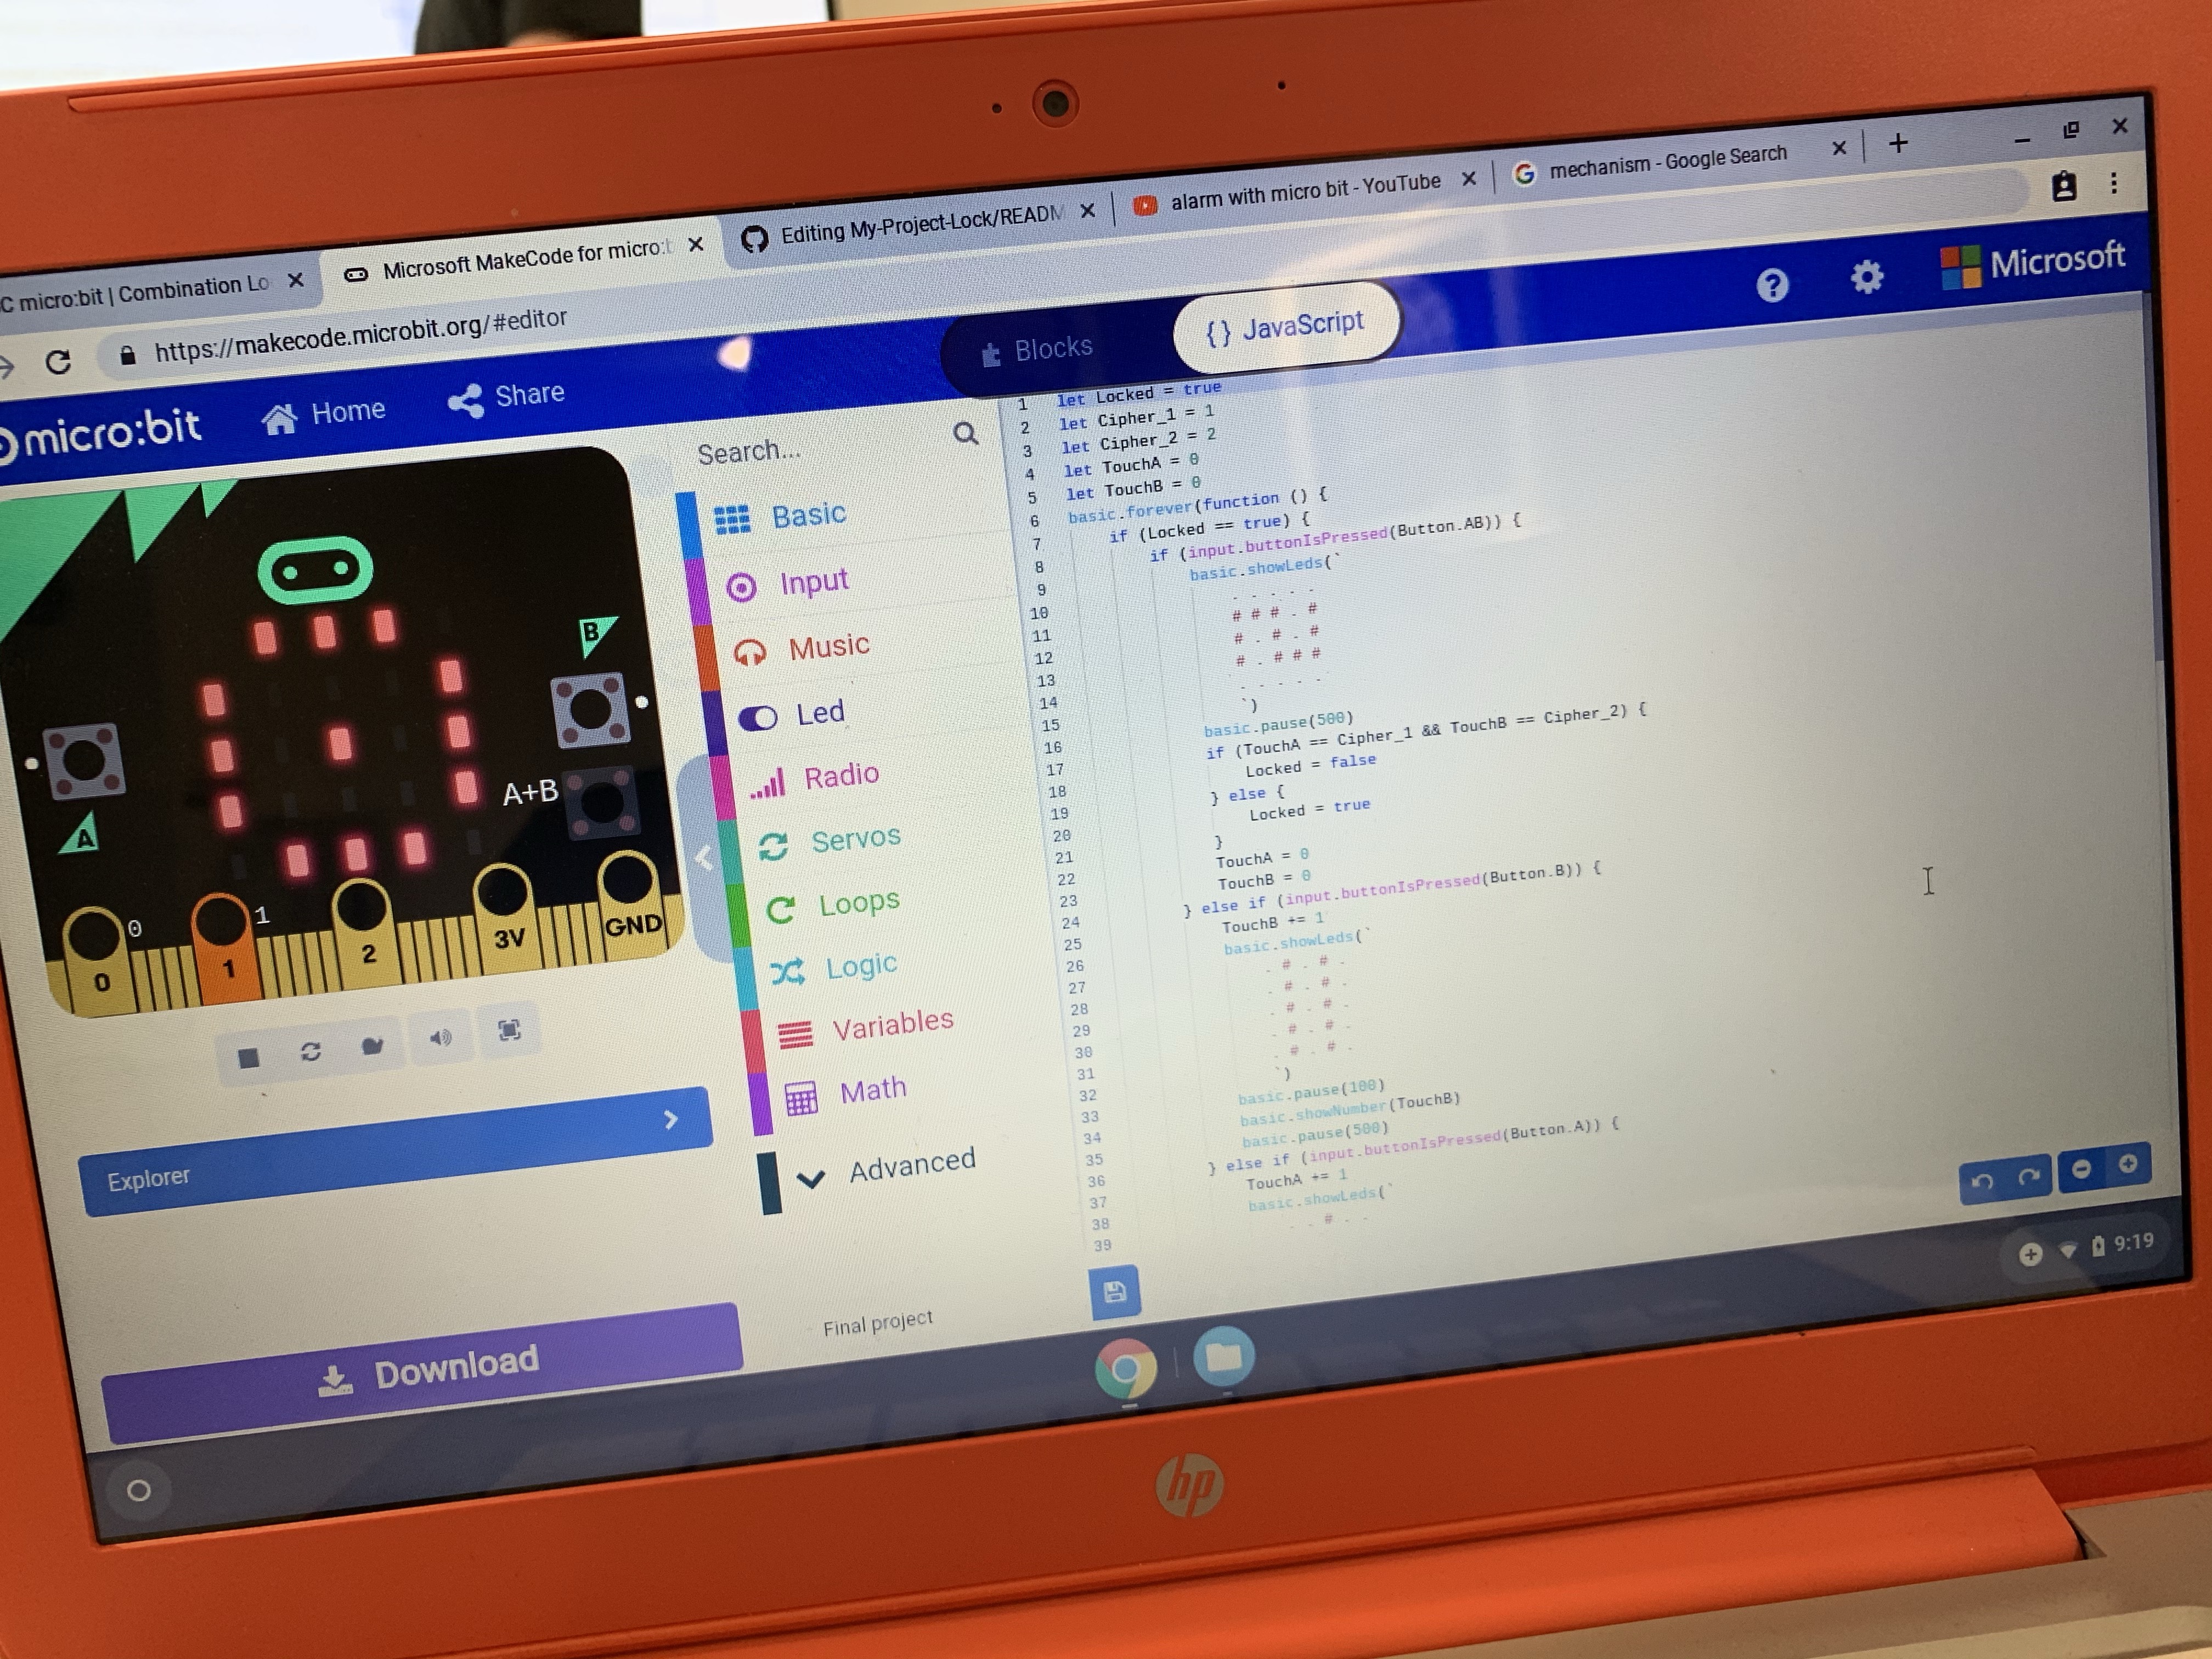 C micro:bit | Combination Lo
Microsoft MakeCode for micro:b
Editing My-Project-Lock/READM
alarm with micro bit - YouTube
mechanism - Google Search
https://makecode.microbit.org/#editor
micro:bit
Home
Share
Blocks
{} JavaScript
Microsoft
A
B
A+B
0
1
0
1
2
3V
GND
Explorer
Download
Search...
Basic
Input
Music
Led
Radio
Servos
Loops
Logic
Variables
Math
Advanced
Final project
1 let Locked = true
2 let Cipher_1 = 1
3 let Cipher_2 = 2
4 let TouchA = 0
5 let TouchB = 0
6 basic.forever(function () {
7 if (Locked == true) {
8 if (input.buttonIsPressed(Button.AB)) {
9 basic.showLeds(`
10 . . . . .
11 # # # . #
12 # . # . #
13 # . # # #
14 . . . . .
15 `)
16 basic.pause(500)
17 if (TouchA == Cipher_1 && TouchB == Cipher_2) {
18 Locked = false
19 } else {
20 Locked = true
21 }
22 TouchA = 0
23 TouchB = 0
24 } else if (input.buttonIsPressed(Button.B)) {
25 TouchB += 1
26 basic.showLeds(`
27 . # . # .
28 . # . # .
29 . # . # .
30 . # . # .
31 . # . # .
32 `)
33 basic.pause(100)
34 basic.showNumber(TouchB)
35 basic.pause(500)
36 } else if (input.buttonIsPressed(Button.A)) {
37 TouchA += 1
38 basic.showLeds(`
39 . . # . .
9:19
hp